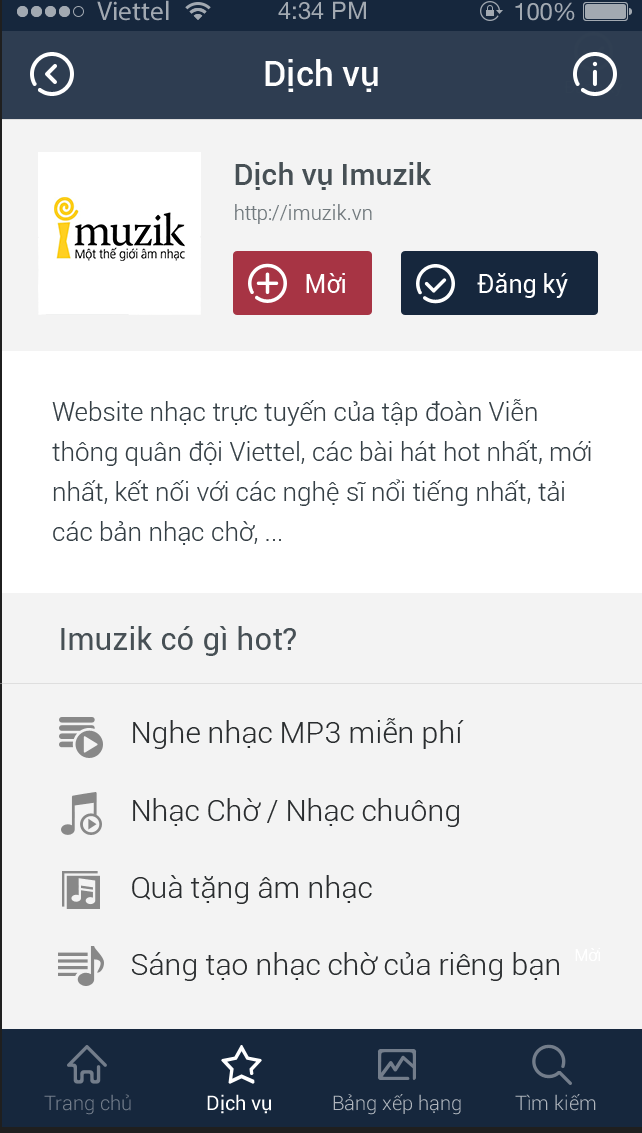 Viettel 4:34 PM 100%
Dịch vụ
imuzik
Một thế giới âm nhạc
Dịch vụ Imuzik
http://imuzik.vn
Mời
Đăng ký
Website nhạc trực tuyến của tập đoàn Viễn
thông quân đội Viettel, các bài hát hot nhất, mới
nhất, kết nối với các nghệ sĩ nổi tiếng nhất, tải
các bản nhạc chờ, ...
Imuzik có gì hot?
Nghe nhạc MP3 miễn phí
Nhạc Chờ / Nhạc chuông
Quà tặng âm nhạc
Sáng tạo nhạc chờ của riêng bạn
Mời
Trang chủ
Dịch vụ
Bảng xếp hạng
Tìm kiếm